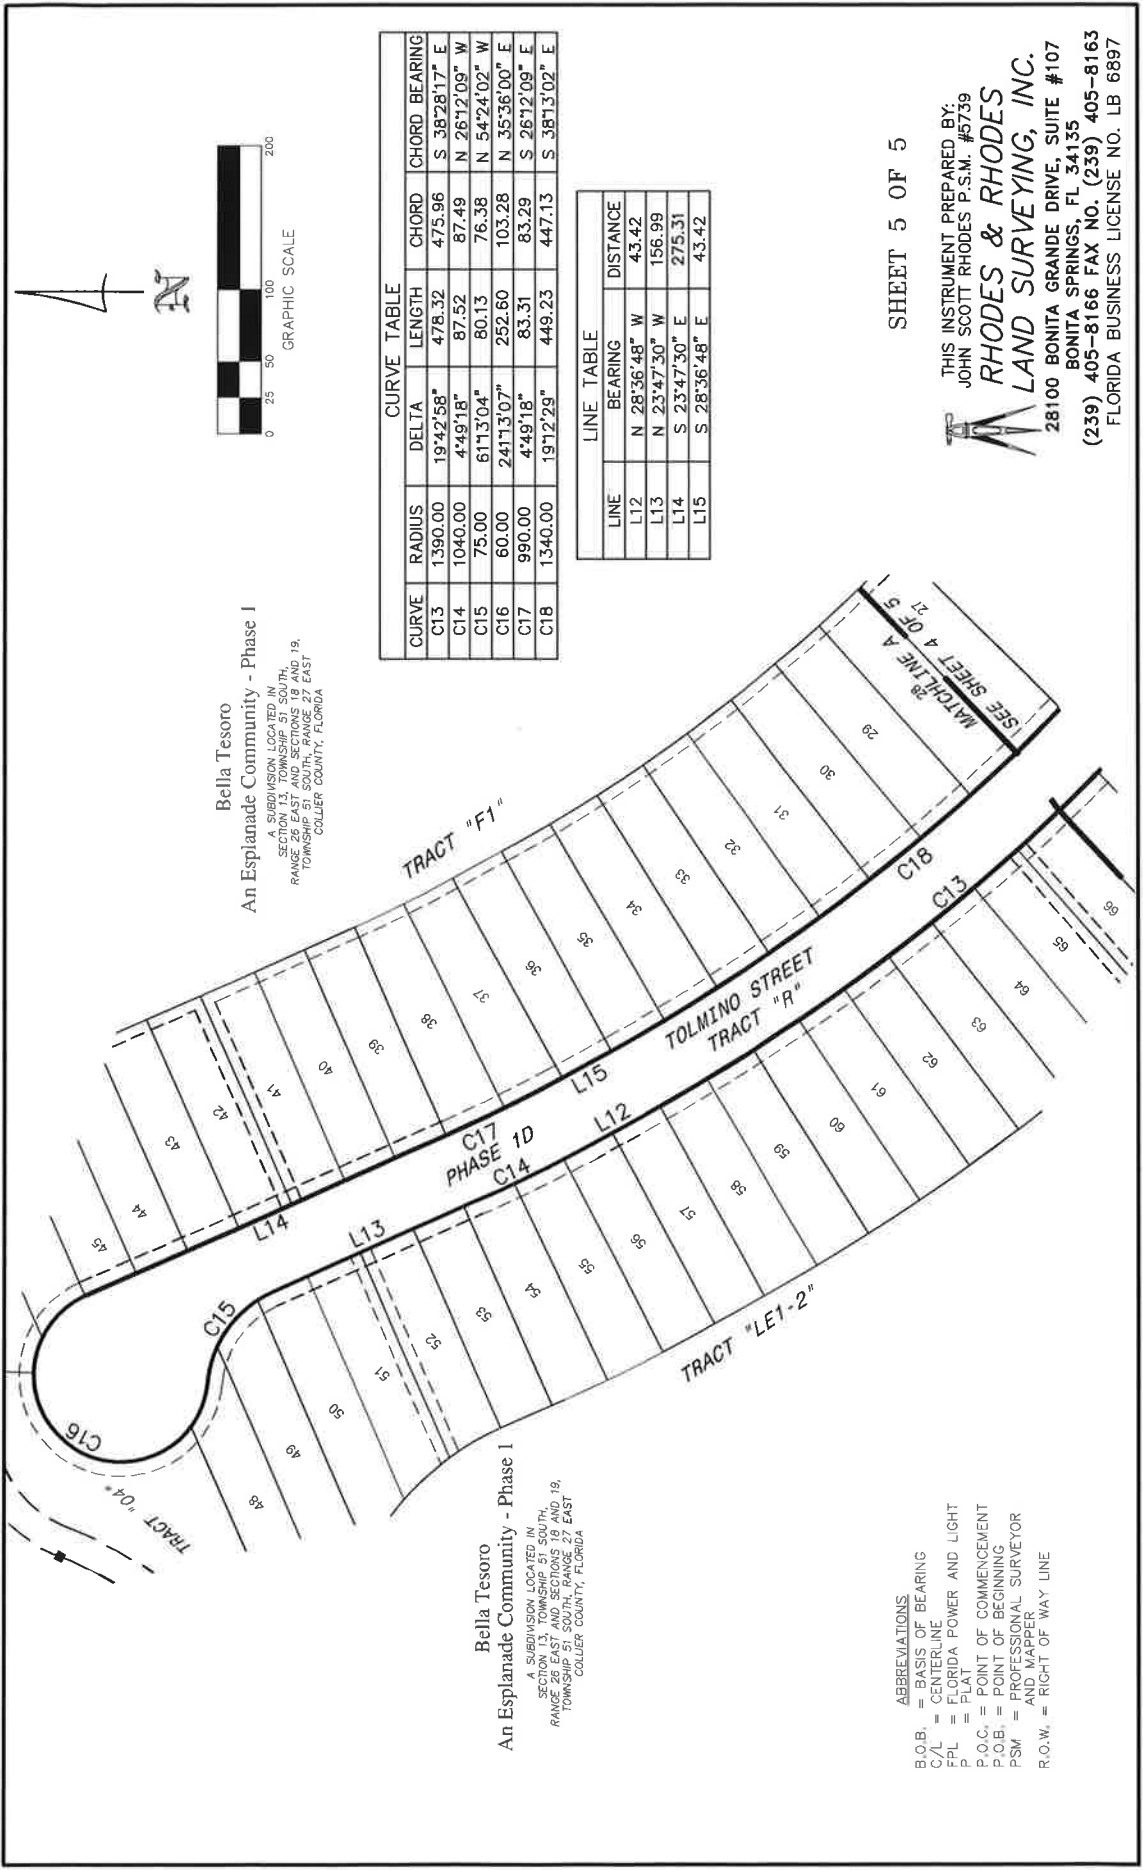 Bella Tesoro
An Esplanade Community - Phase 1
A SUBDIVISION LOCATED IN
SECTION 13, TOWNSHIP 51 SOUTH,
RANGE 26 EAST AND SECTIONS 18 AND 19,
TOWNSHIP 51 SOUTH, RANGE 27 EAST
COLLIER COUNTY, FLORIDA
N
0 25 50 100 200
GRAPHIC SCALE
CURVE TABLE
CURVE RADIUS DELTA LENGTH CHORD CHORD BEARING
C13 1390.00 19°42'58" 478.32 475.96 S 38°28'17" E
C14 1040.00 4°49'18" 87.52 87.49 N 26°12'09" W
C15 75.00 61°13'04" 80.13 76.38 N 54°24'02" W
C16 60.00 241°13'07" 252.60 103.28 N 35°36'00" E
C17 990.00 4°49'18" 83.31 83.29 S 26°12'09" E
C18 1340.00 19°12'29" 449.23 447.13 S 38°13'02" E
LINE TABLE
LINE BEARING DISTANCE
L12 N 28°36'48" W 43.42
L13 N 23°47'30" W 156.99
L14 S 23°47'30" E 275.31
L15 S 28°36'48" E 43.42
TRACT "04"
C16
C15
45
44
43
42
41
40
39
38
37
36
35
34
33
32
31
30
29
28
27
TRACT "F1"
MATCHLINE A
SEE SHEET 4 OF 5
L14
L13
C17
PHASE 1D
C14
L15
L12
TOLMINO STREET
TRACT "R"
C18
C13
48
49
50
51
52
53
54
55
56
57
58
59
60
61
62
63
64
65
66
TRACT "LE1-2"
Bella Tesoro
An Esplanade Community - Phase 1
A SUBDIVISION LOCATED IN
SECTION 13, TOWNSHIP 51 SOUTH,
RANGE 26 EAST AND SECTIONS 18 AND 19,
TOWNSHIP 51 SOUTH, RANGE 27 EAST
COLLIER COUNTY, FLORIDA
ABBREVIATIONS
B.O.B. = BASIS OF BEARING
C/L = CENTERLINE
FPL = FLORIDA POWER AND LIGHT
P = PLAT
P.O.C. = POINT OF COMMENCEMENT
P.O.B. = POINT OF BEGINNING
PSM = PROFESSIONAL SURVEYOR
AND MAPPER
R.O.W. = RIGHT OF WAY LINE
SHEET 5 OF 5
THIS INSTRUMENT PREPARED BY:
JOHN SCOTT RHODES P.S.M. #5739
RHODES & RHODES
LAND SURVEYING, INC.
28100 BONITA GRANDE DRIVE, SUITE #107
BONITA SPRINGS, FL 34135
(239) 405-8166 FAX NO. (239) 405-8163
FLORIDA BUSINESS LICENSE NO. LB 6897